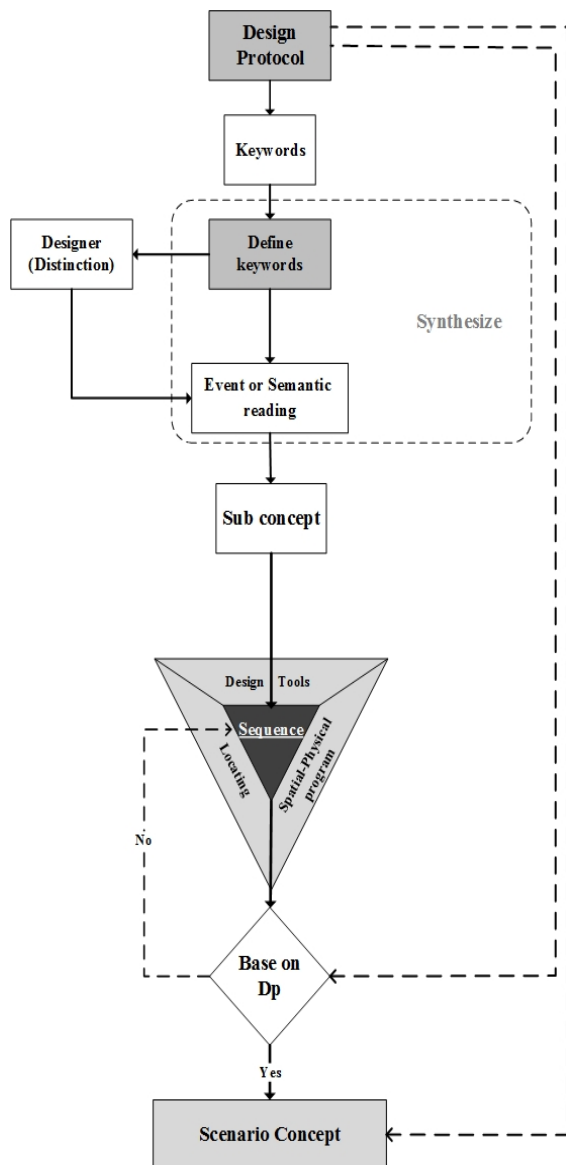 Design
Protocol
Keywords
Designer
(Distinction)
Define
keywords
Synthesize
Event or Semantic
reading
Sub concept
Design Tools
Sequence
Locating
Spatial-Physical
program
No
Base on
Dp
Yes
Scenario Concept